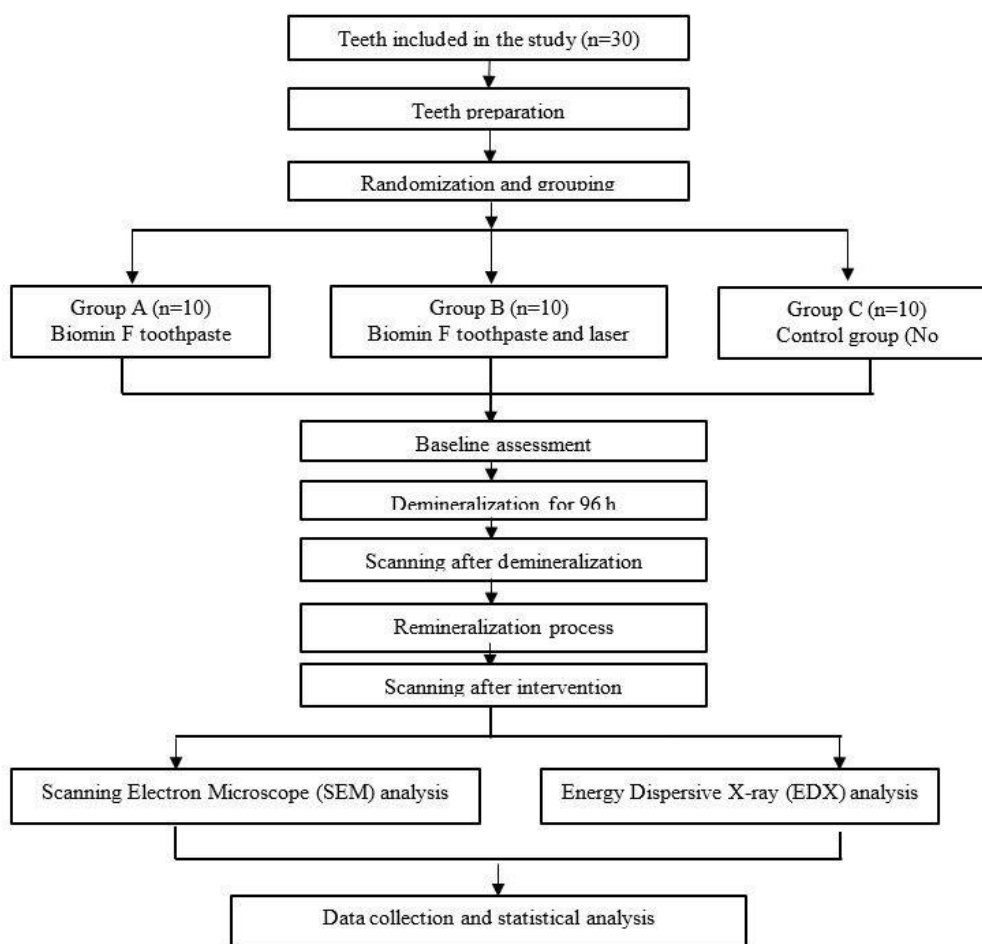 Teeth included in the study (n=30)
Teeth preparation
Randomization and grouping
Group A (n=10)
Biomin F toothpaste
Group B (n=10)
Biomin F toothpaste and laser
Group C (n=10)
Control group (No
Baseline assessment
Demineralization for 96 h
Scanning after demineralization
Remineralization process
Scanning after intervention
Scanning Electron Microscope (SEM) analysis
Energy Dispersive X-ray (EDX) analysis
Data collection and statistical analysis